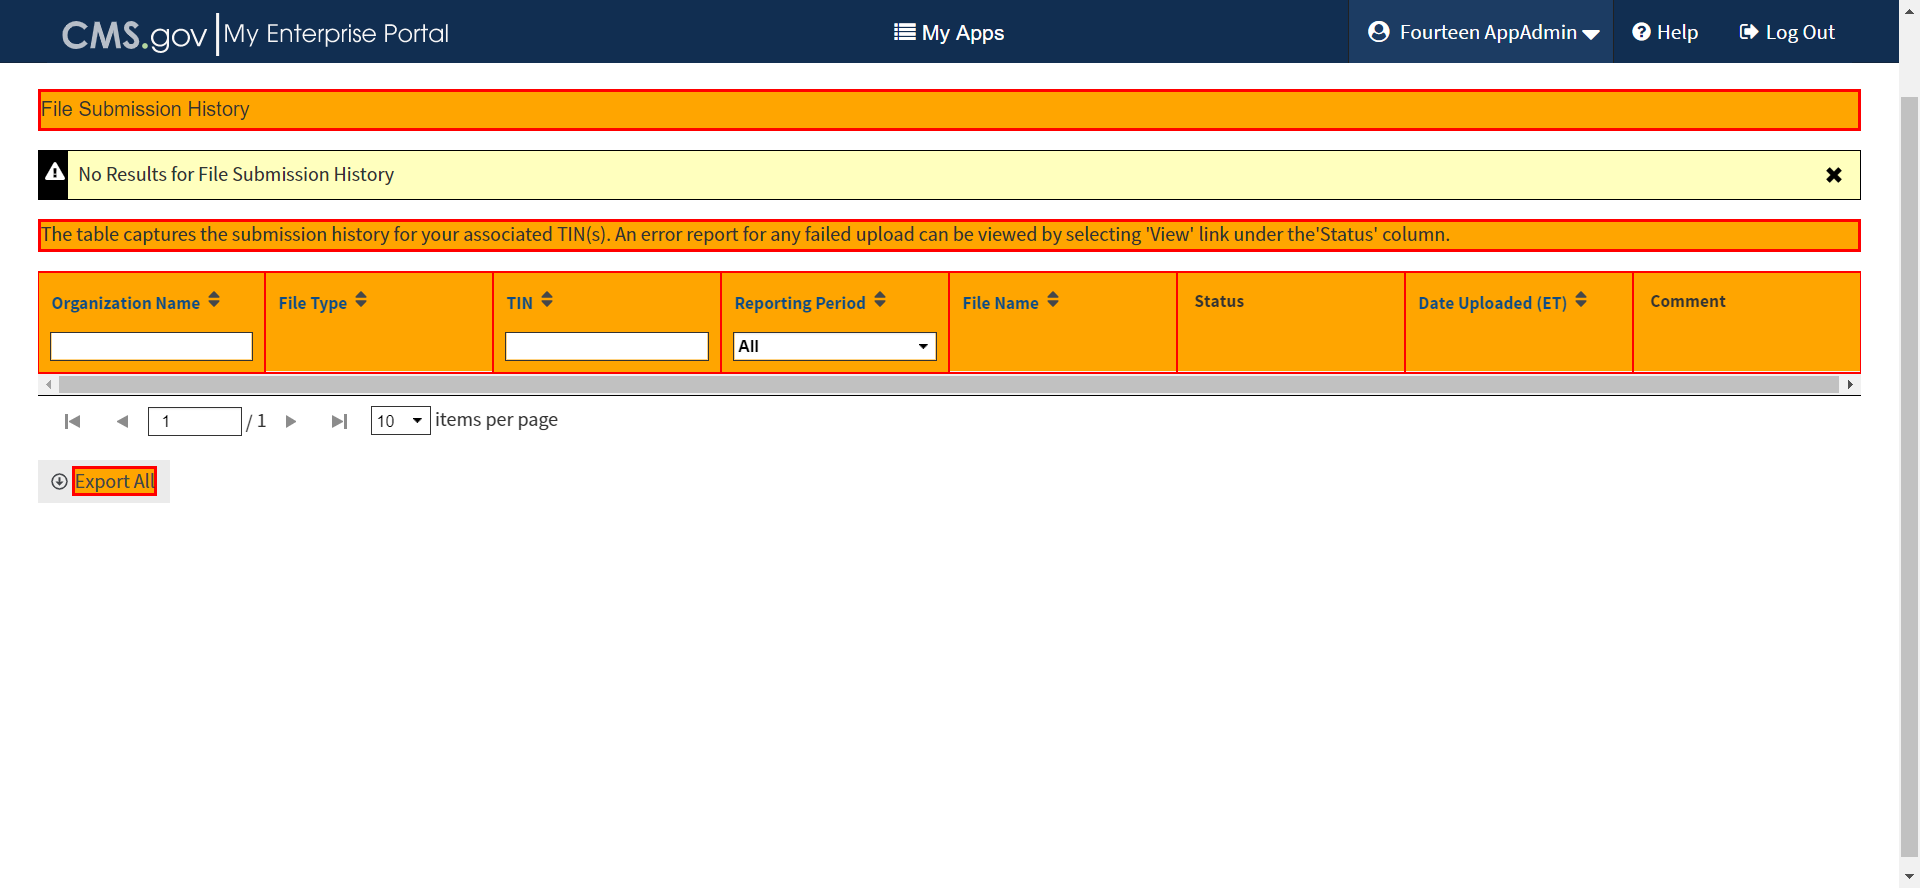 CMS.gov My Enterprise Portal My Apps Fourteen AppAdmin Help Log Out
File Submission History
No Results for File Submission History
The table captures the submission history for your associated TIN(s). An error report for any failed upload can be viewed by selecting 'View' link under the'Status' column.
Organization Name File Type TIN Reporting Period File Name Status Date Uploaded (ET) Comment
All
1 / 1 10 items per page
Export All